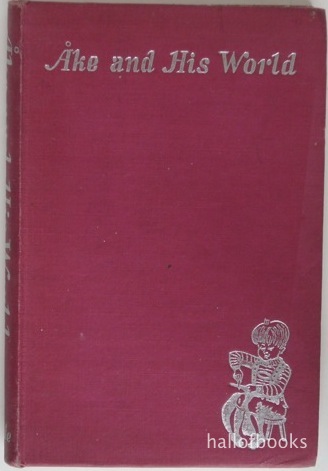 Åke and His World
hallofbooks